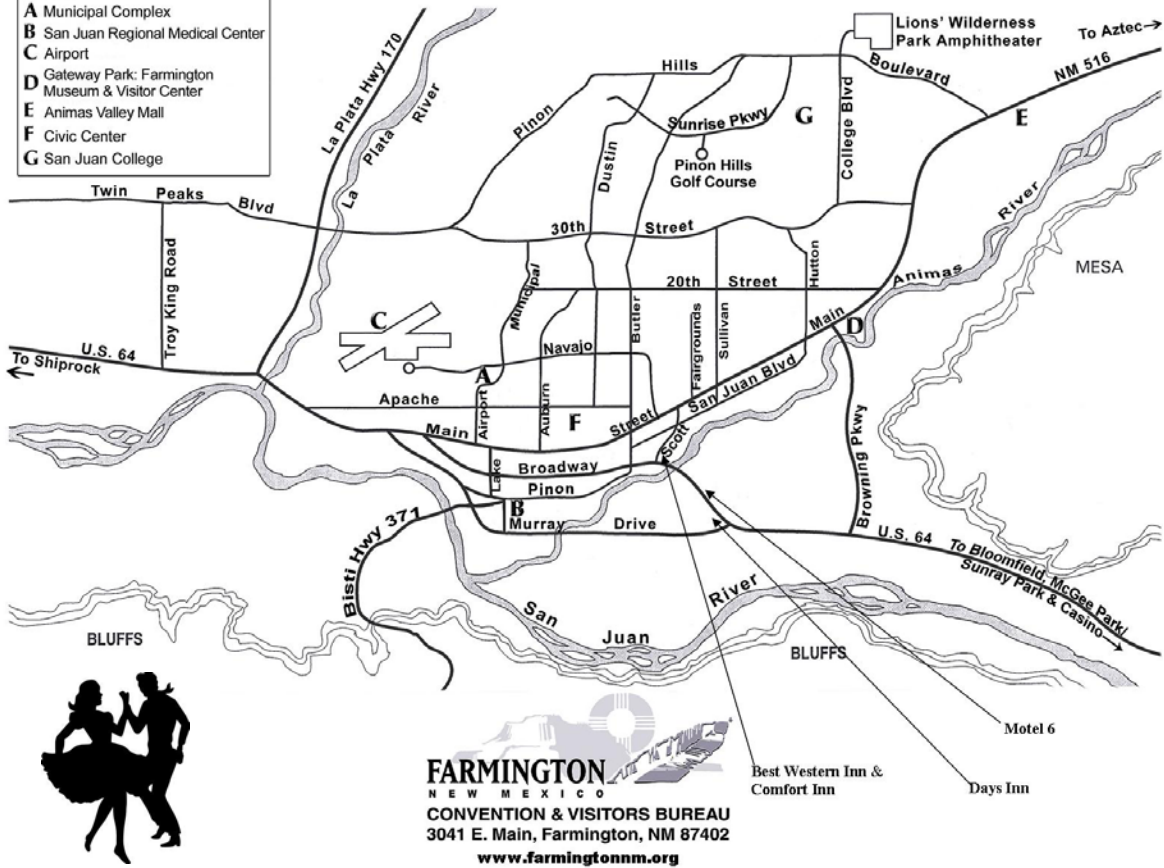 A Municipal Complex
B San Juan Regional Medical Center
C Airport
D Gateway Park: Farmington
Museum & Visitor Center
E Animas Valley Mall
F Civic Center
G San Juan College
La Plata Hwy 170
La Plata River
Lions' Wilderness
Park Amphitheater
To Aztec
NM 516
Pinon Hills Boulevard
Sunrise Pkwy
Pinon Hills
Golf Course
G
College Blvd
E
Dustin
Twin Peaks Blvd
30th Street
Troy King Road
Municipal
20th Street
Hutton
Animas River
MESA
C
Butler
Fairgrounds
Sullivan
Main
D
U.S. 64
To Shiprock
Navajo
A
San Juan Blvd
Apache
Airport
Auburn
F
Main Street
Scott
Browning Pkwy
Lake
Broadway
Pinon
B
Murray Drive
Bisti Hwy 371
U.S. 64
To Bloomfield, McGee Park/
Sunray Park & Casino
San Juan River
BLUFFS
BLUFFS
Motel 6
Best Western Inn &
Comfort Inn
Days Inn
FARMINGTON
NEW MEXICO
CONVENTION & VISITORS BUREAU
3041 E. Main, Farmington, NM 87402
www.farmingtonnm.org